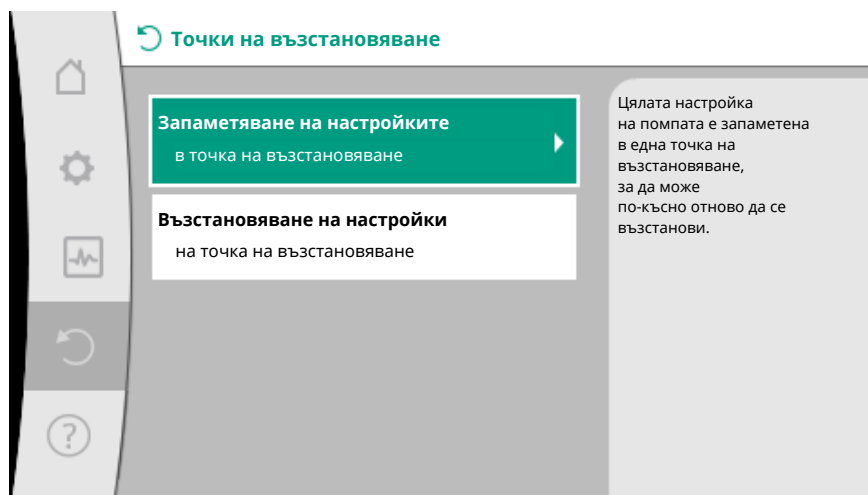 Точки на възстановяване
Запаметяване на настройките
в точка на възстановяване
Възстановяване на настройки
на точка на възстановяване
Цялата настройка
на помпата е запаметена
в една точка на
възстановяване,
за да може
по-късно отново да се
възстанови.
?